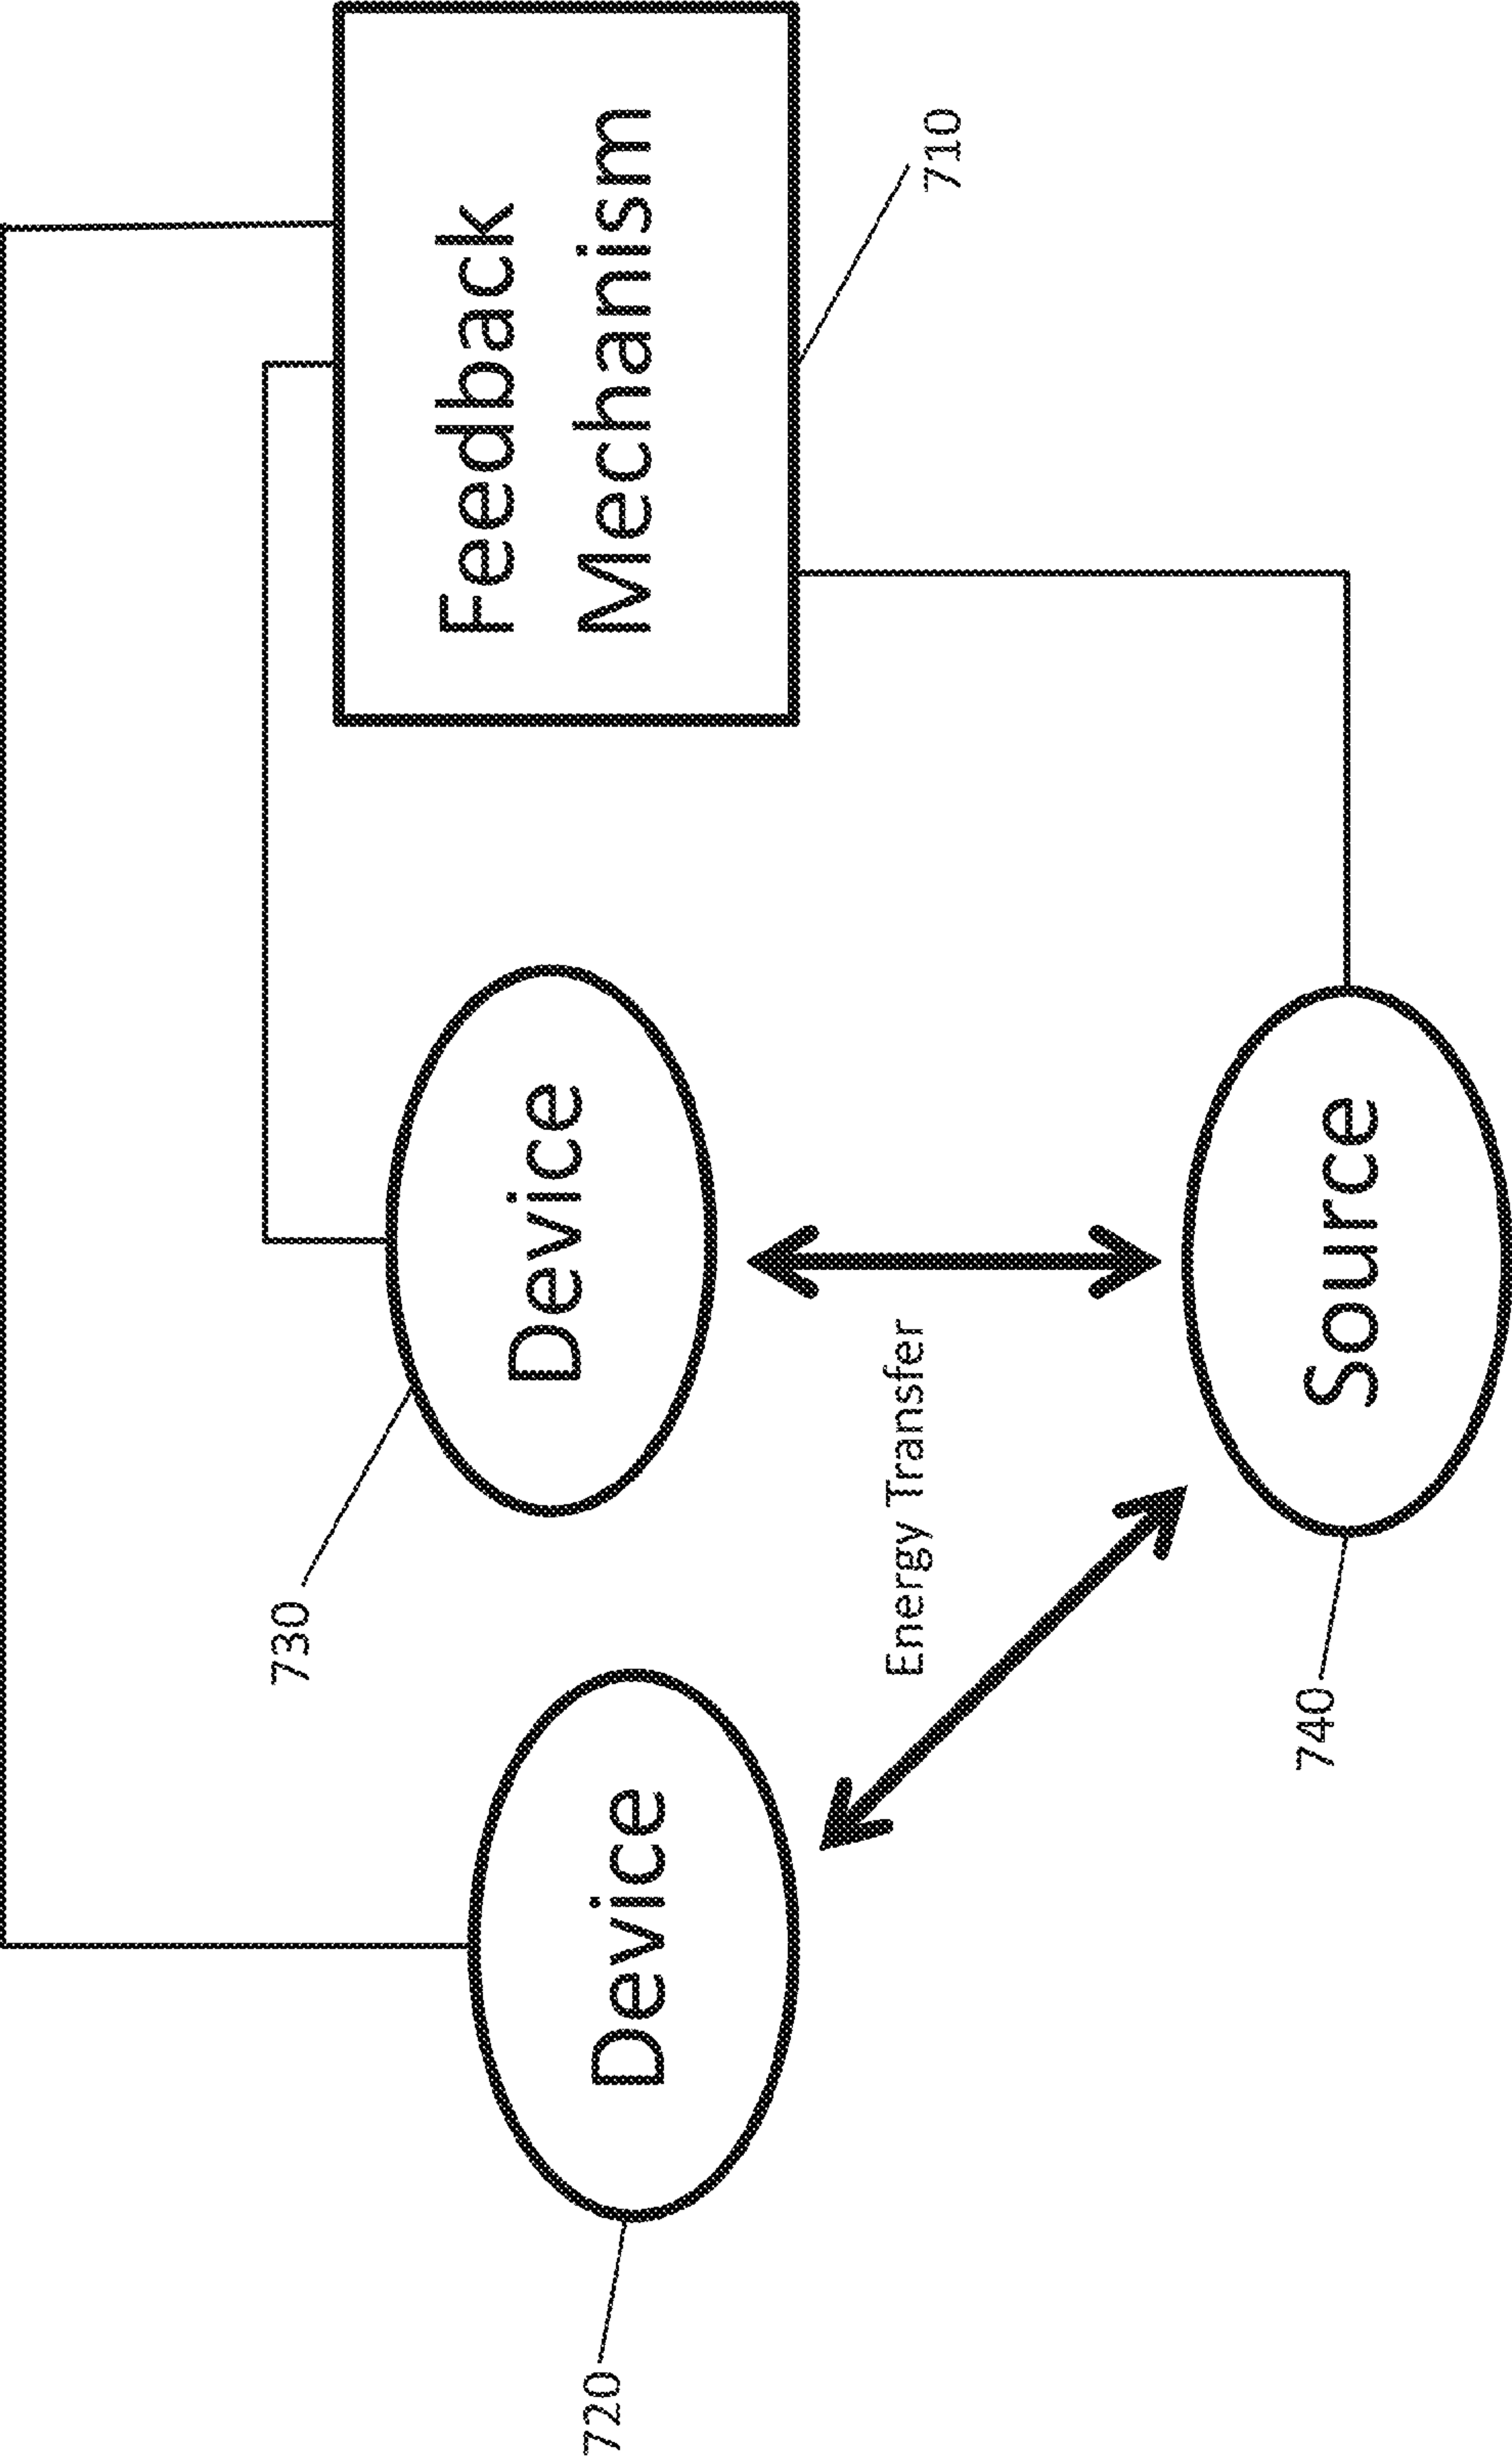 Feedback
Mechanism
710
Device
730
Device
720
Energy Transfer
Source
740